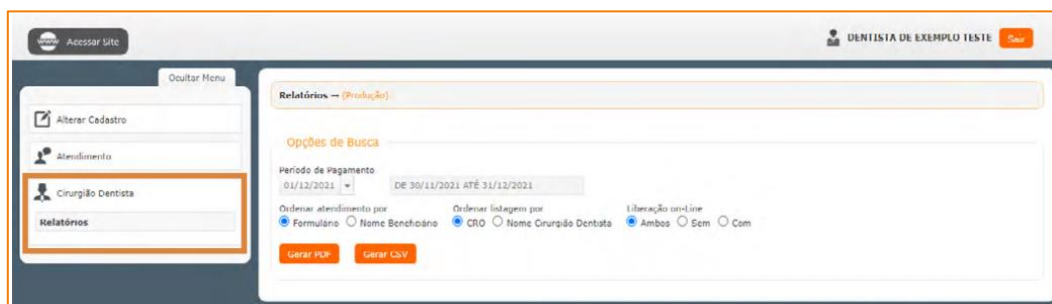 Acessar Site
DENTISTA DE EXEMPLO TESTE
Sair
Ocultar Menu
Alterar Cadastro
Atendimento
Cirurgião Dentista
Relatórios
Relatórios — (Produção)
Opções de Busca
Período de Pagamento
01/12/2021 DE 30/11/2021 ATÉ 31/12/2021
Ordenar atendimento por Ordenar listagem por Liberação on-Line
Formulário Nome Beneficiário CRO Nome Cirurgião Dentista Ambos Sem Com
Gerar PDF Gerar CSV